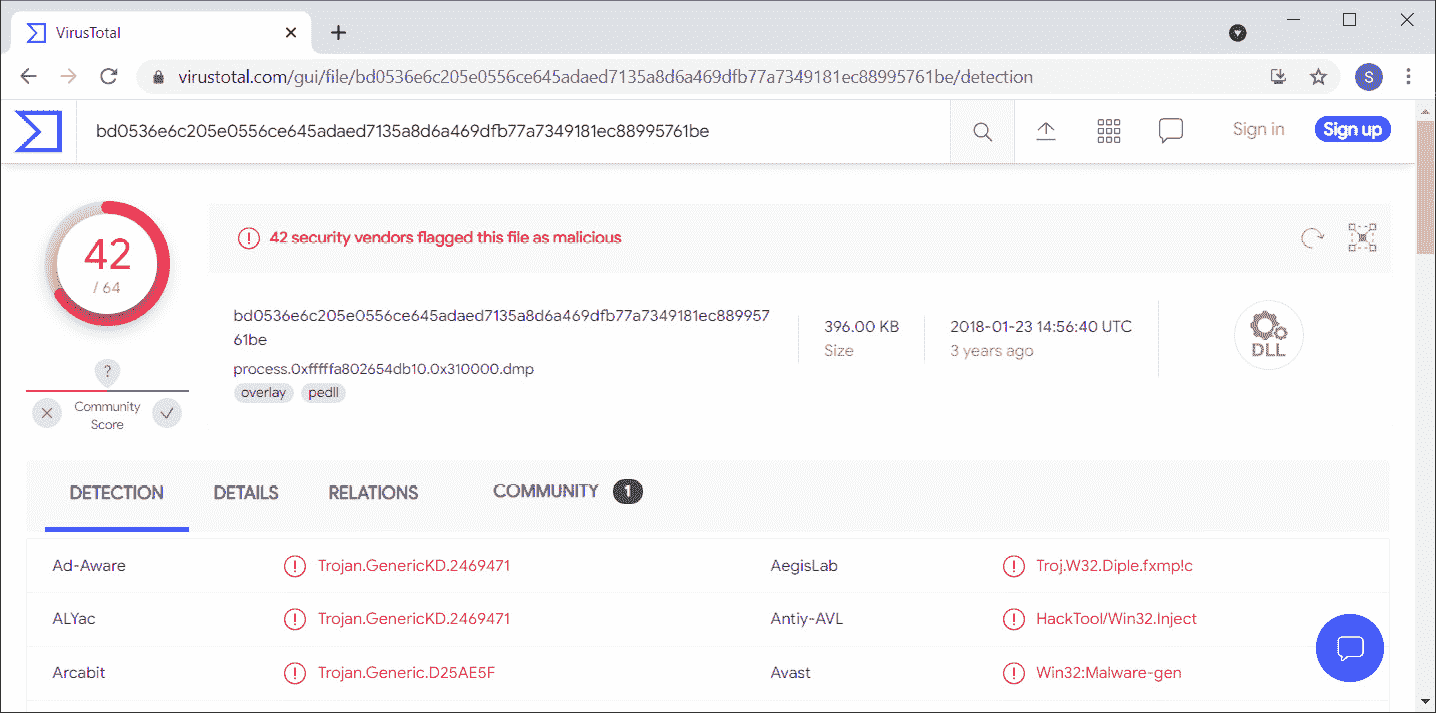 VirusTotal
virustotal.com/gui/file/bd0536e6c205e0556ce645adaed7135a8d6a469dfb77a7349181ec88995761be/detection
S
bd0536e6c205e0556ce645adaed7135a8d6a469dfb77a7349181ec88995761be
Sign in
Sign up
42
/ 64
42 security vendors flagged this file as malicious
bd0536e6c205e0556ce645adaed7135a8d6a469dfb77a7349181ec889957
61be
process.0xfffffa802654db10.0x310000.dmp
overlay pedll
396.00 KB
Size
2018-01-23 14:56:40 UTC
3 years ago
DLL
?
Community
Score
DETECTION DETAILS RELATIONS COMMUNITY 1
Ad-Aware Trojan.GenericKD.2469471 AegisLab Troj.W32.Diple.fxmp!c
ALYac Trojan.GenericKD.2469471 Antiy-AVL HackTool/Win32.Inject
Arcabit Trojan.Generic.D25AE5F Avast Win32:Malware-gen